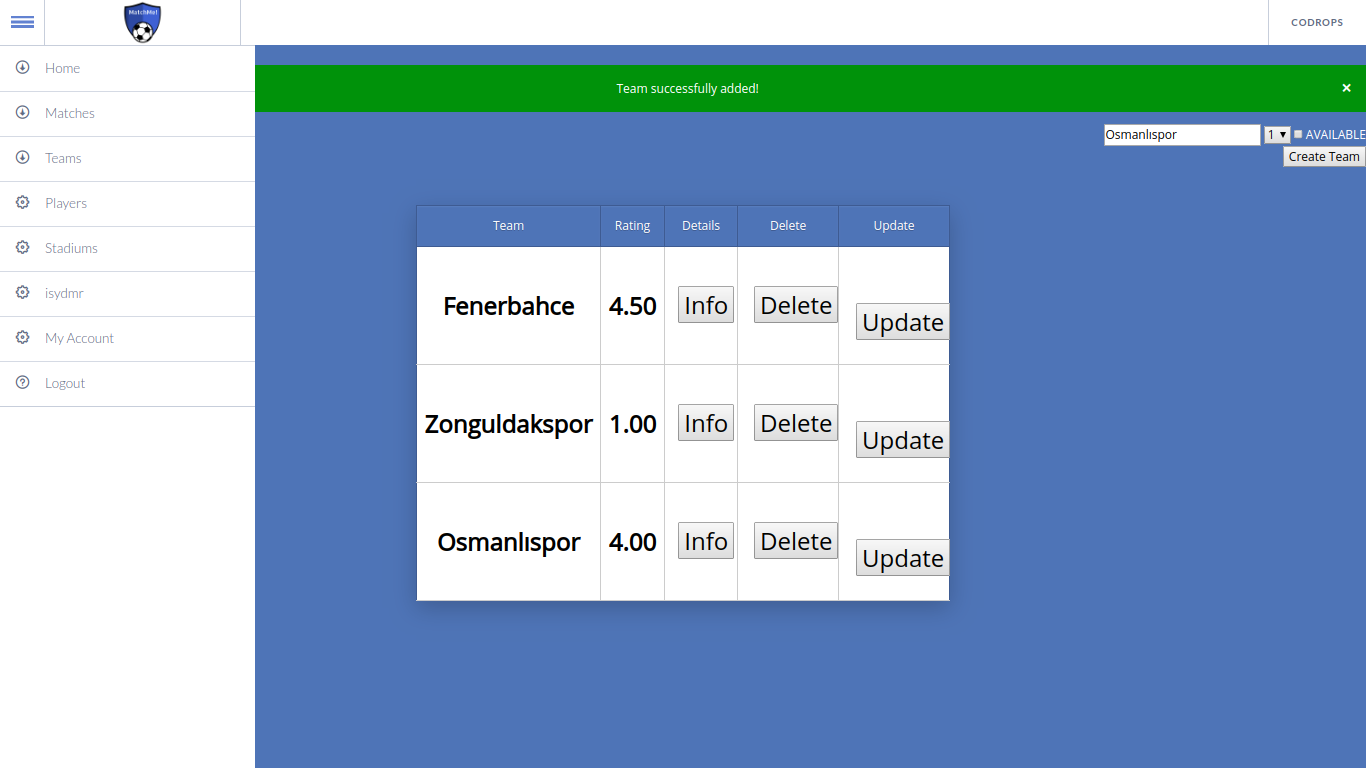 MatchMe!
CODROPS
Home
Matches
Teams
Players
Stadiums
isydmr
My Account
Logout
Team successfully added! ×
Osmanlıspor 1 AVAILABLE
Create Team
Team Rating Details Delete Update
Fenerbahce 4.50 Info Delete Update
Zonguldakspor 1.00 Info Delete Update
Osmanlıspor 4.00 Info Delete Update